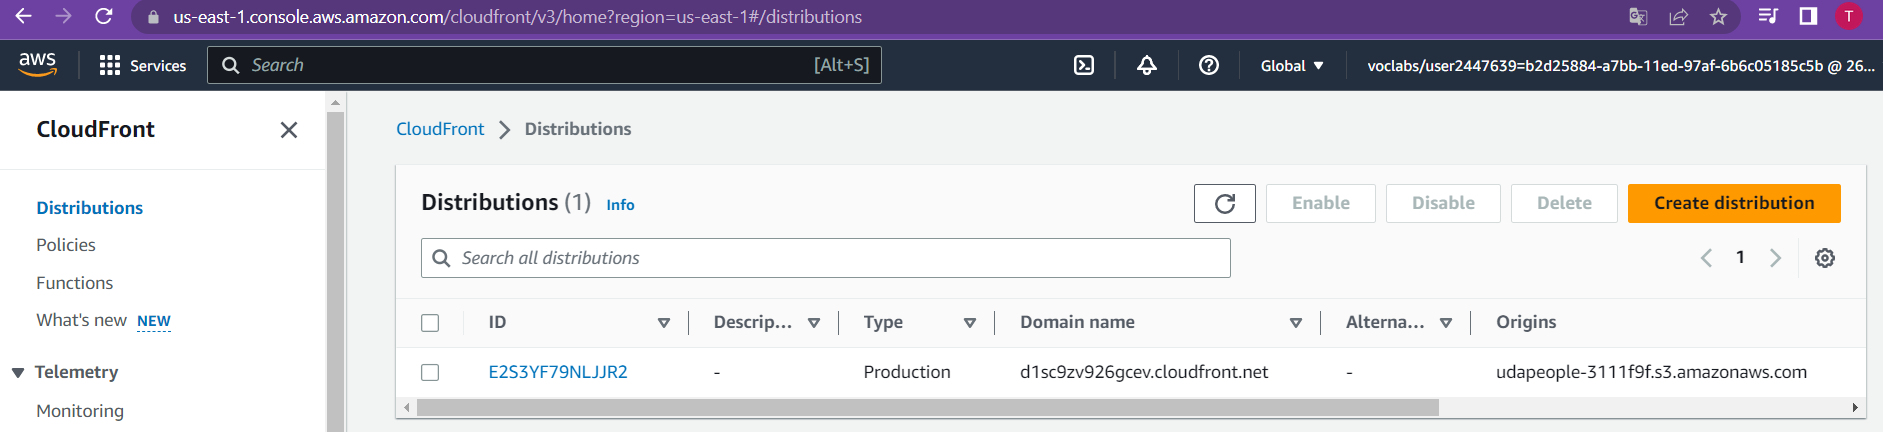 us-east-1.console.aws.amazon.com/cloudfront/v3/home?region=us-east-1#/distributions
T
aws
Services
Search
[Alt+S]
Global
voclabs/user2447639=b2d25884-a7bb-11ed-97af-6b6c05185c5b @ 26...
CloudFront
Distributions
Policies
Functions
What's new NEW
Telemetry
Monitoring
CloudFront > Distributions
Distributions (1) Info
Enable
Disable
Delete
Create distribution
Search all distributions
1
ID Descrip... Type Domain name Alterna... Origins
E2S3YF79NLJJR2 - Production d1sc9zv926gcev.cloudfront.net - udapeople-3111f9f.s3.amazonaws.com